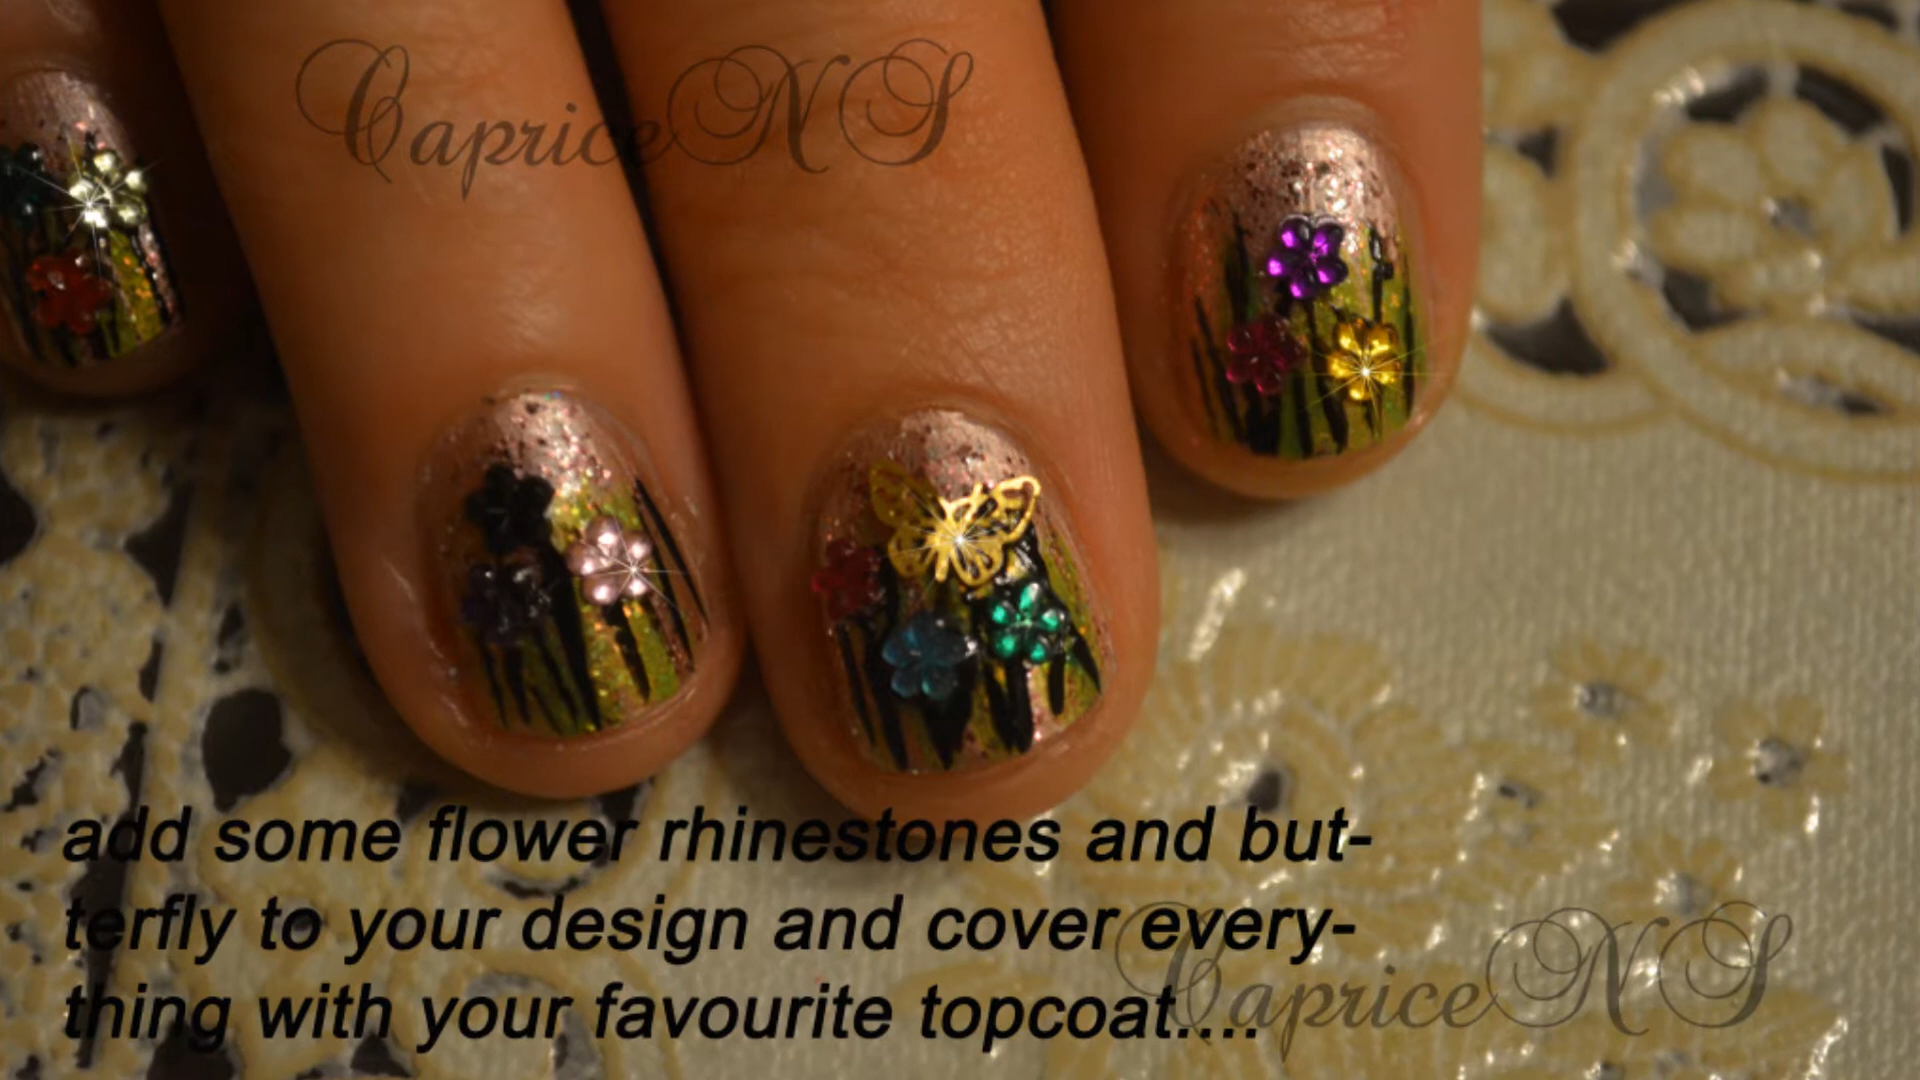 CapriceNS
add some flower rhinestones and but-
terfly to your design and cover every-
thing with your favourite topcoat....
CapriceNS